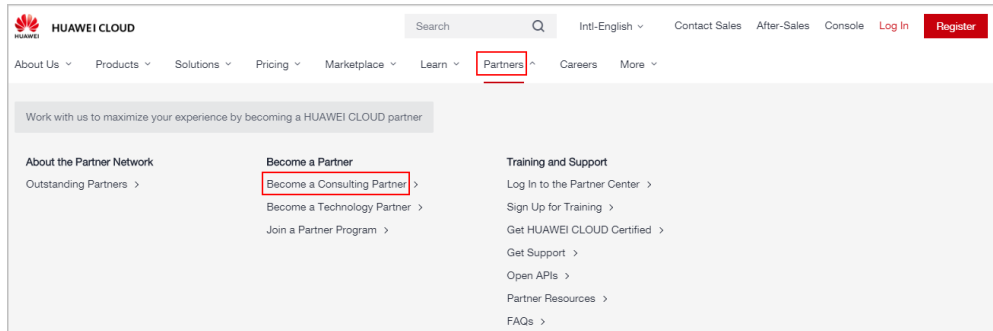 HUAWEI
HUAWEI CLOUD
Search
Intl-English
Contact Sales
After-Sales
Console
Log In
Register
About Us
Products
Solutions
Pricing
Marketplace
Learn
Partners
Careers
More
Work with us to maximize your experience by becoming a HUAWEI CLOUD partner
About the Partner Network
Outstanding Partners >
Become a Partner
Become a Consulting Partner >
Become a Technology Partner >
Join a Partner Program >
Training and Support
Log In to the Partner Center >
Sign Up for Training >
Get HUAWEI CLOUD Certified >
Get Support >
Open APIs >
Partner Resources >
FAQs >